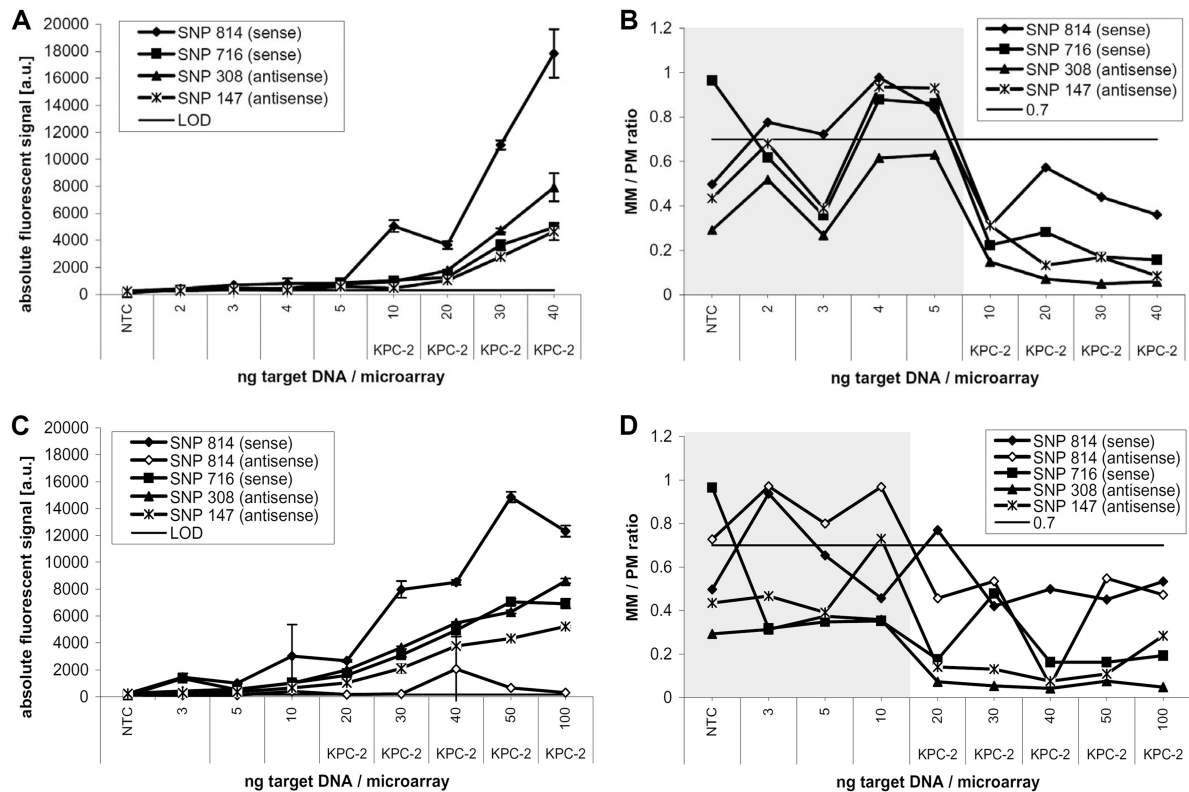 A
absolute fluorescent signal [a.u.]
20000
18000
16000
14000
12000
10000
8000
6000
4000
2000
0
SNP 814 (sense)
SNP 716 (sense)
SNP 308 (antisense)
SNP 147 (antisense)
LOD
NTC 2 3 4 5 10 20 30 40
KPC-2 KPC-2 KPC-2 KPC-2
ng target DNA / microarray
B
MM / PM ratio
1.2
1
0.8
0.6
0.4
0.2
0
SNP 814 (sense)
SNP 716 (sense)
SNP 308 (antisense)
SNP 147 (antisense)
0.7
NTC 2 3 4 5 10 20 30 40
KPC-2 KPC-2 KPC-2 KPC-2
ng target DNA / microarray
C
absolute fluorescent signal [a.u.]
20000
18000
16000
14000
12000
10000
8000
6000
4000
2000
0
SNP 814 (sense)
SNP 814 (antisense)
SNP 716 (sense)
SNP 308 (antisense)
SNP 147 (antisense)
LOD
NTC 3 5 10 20 30 40 50 100
KPC-2 KPC-2 KPC-2 KPC-2 KPC-2
ng target DNA / microarray
D
MM / PM ratio
1.2
1
0.8
0.6
0.4
0.2
0
SNP 814 (sense)
SNP 814 (antisense)
SNP 716 (sense)
SNP 308 (antisense)
SNP 147 (antisense)
0.7
NTC 3 5 10 20 30 40 50 100
KPC-2 KPC-2 KPC-2 KPC-2 KPC-2
ng target DNA / microarray